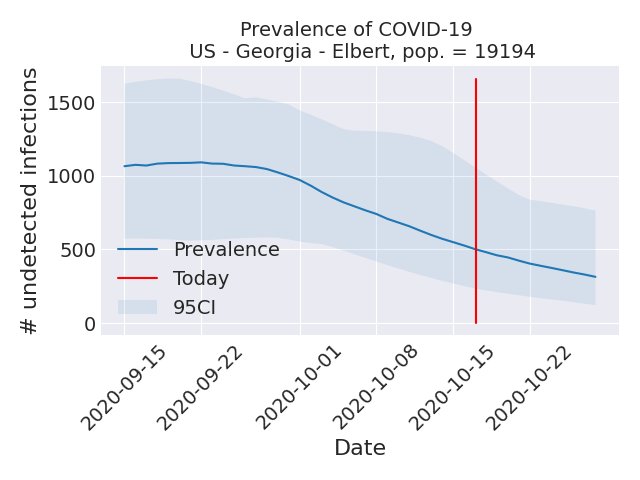 Prevalence of COVID-19
US - Georgia - Elbert, pop. = 19194
# undetected infections
1500
1000
500
0
Prevalence
Today
95CI
2020-09-15
2020-09-22
2020-10-01
2020-10-08
2020-10-15
2020-10-22
Date